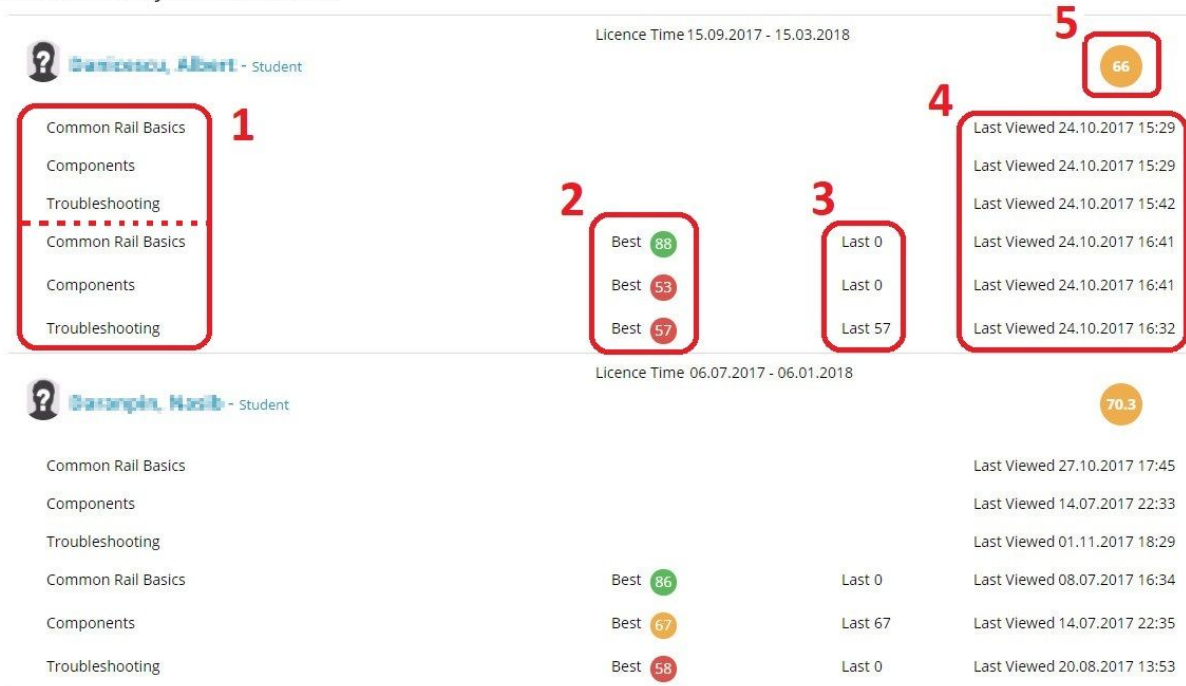 Licence Time 15.09.2017 - 15.03.2018
5
Albert - Student
66
1
4
Common Rail Basics Last Viewed 24.10.2017 15:29
Components Last Viewed 24.10.2017 15:29
2
3
Troubleshooting Last Viewed 24.10.2017 15:42
Common Rail Basics Best 88 Last 0 Last Viewed 24.10.2017 16:41
Components Best 53 Last 0 Last Viewed 24.10.2017 16:41
Troubleshooting Best 57 Last 57 Last Viewed 24.10.2017 16:32
Licence Time 06.07.2017 - 06.01.2018
- Student
70.3
Common Rail Basics Last Viewed 27.10.2017 17:45
Components Last Viewed 14.07.2017 22:33
Troubleshooting Last Viewed 01.11.2017 18:29
Common Rail Basics Best 86 Last 0 Last Viewed 08.07.2017 16:34
Components Best 67 Last 67 Last Viewed 14.07.2017 22:35
Troubleshooting Best 58 Last 0 Last Viewed 20.08.2017 13:53